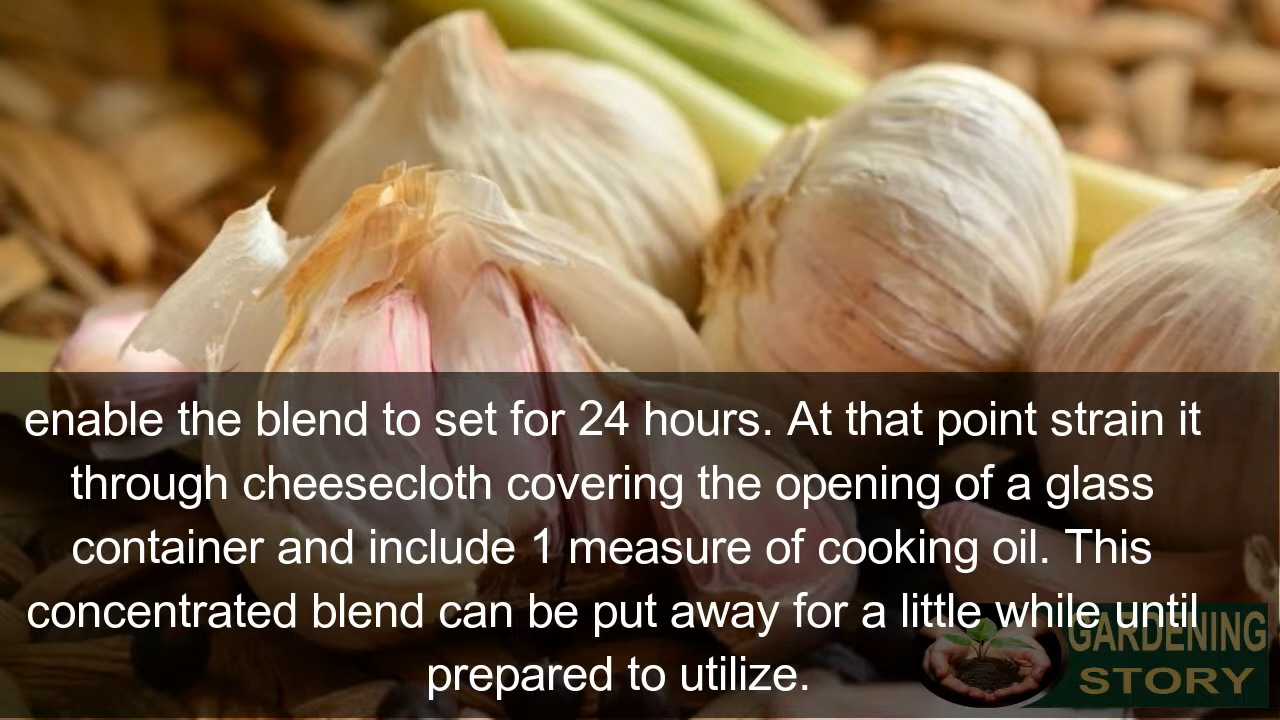 enable the blend to set for 24 hours. At that point strain it
through cheesecloth covering the opening of a glass
container and include 1 measure of cooking oil. This
concentrated blend can be put away for a little while until
prepared to utilize.
GARDENING
STORY